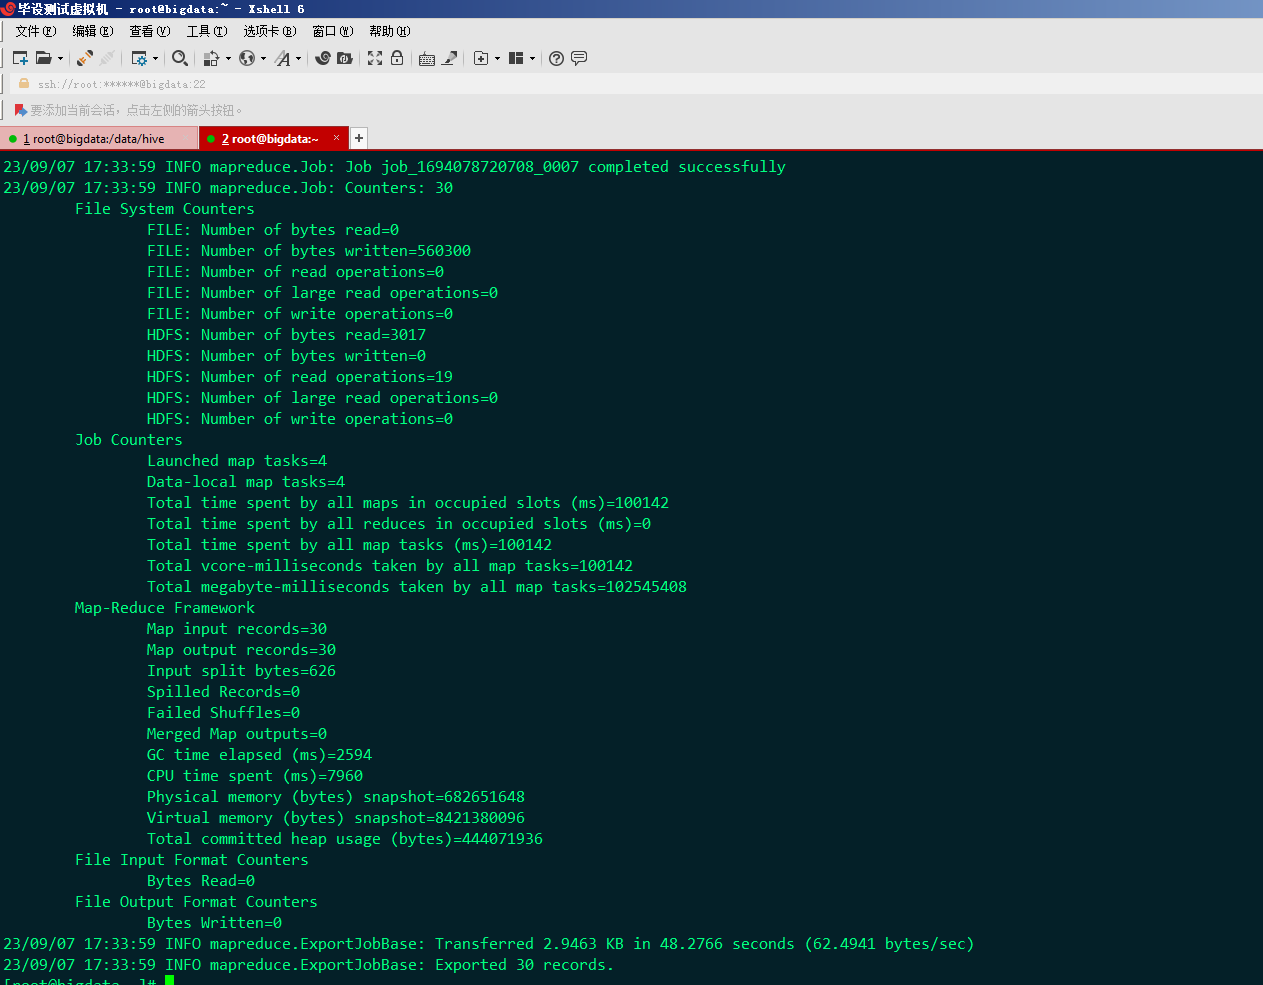 毕设测试虚拟机 - root@bigdata:~ - Xshell 6
文件(F) 编辑(E) 查看(V) 工具(T) 选项卡(B) 窗口(W) 帮助(H)
ssh://root:******@bigdata:22
要添加当前会话，点击左侧的箭头按钮。
1 root@bigdata:/data/hive × 2 root@bigdata:~ × +
23/09/07 17:33:59 INFO mapreduce.Job: Job job_1694078720708_0007 completed successfully
23/09/07 17:33:59 INFO mapreduce.Job: Counters: 30
File System Counters
FILE: Number of bytes read=0
FILE: Number of bytes written=560300
FILE: Number of read operations=0
FILE: Number of large read operations=0
FILE: Number of write operations=0
HDFS: Number of bytes read=3017
HDFS: Number of bytes written=0
HDFS: Number of read operations=19
HDFS: Number of large read operations=0
HDFS: Number of write operations=0
Job Counters
Launched map tasks=4
Data-local map tasks=4
Total time spent by all maps in occupied slots (ms)=100142
Total time spent by all reduces in occupied slots (ms)=0
Total time spent by all map tasks (ms)=100142
Total vcore-milliseconds taken by all map tasks=100142
Total megabyte-milliseconds taken by all map tasks=102545408
Map-Reduce Framework
Map input records=30
Map output records=30
Input split bytes=626
Spilled Records=0
Failed Shuffles=0
Merged Map outputs=0
GC time elapsed (ms)=2594
CPU time spent (ms)=7960
Physical memory (bytes) snapshot=682651648
Virtual memory (bytes) snapshot=8421380096
Total committed heap usage (bytes)=444071936
File Input Format Counters
Bytes Read=0
File Output Format Counters
Bytes Written=0
23/09/07 17:33:59 INFO mapreduce.ExportJobBase: Transferred 2.9463 KB in 48.2766 seconds (62.4941 bytes/sec)
23/09/07 17:33:59 INFO mapreduce.ExportJobBase: Exported 30 records.
[root@bigdata ~]#